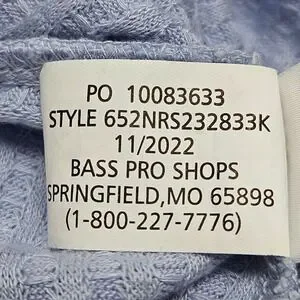 PO 10083633
STYLE 652NRS232833K
11/2022
BASS PRO SHOPS
SPRINGFIELD,MO 65898
(1-800-227-7776)